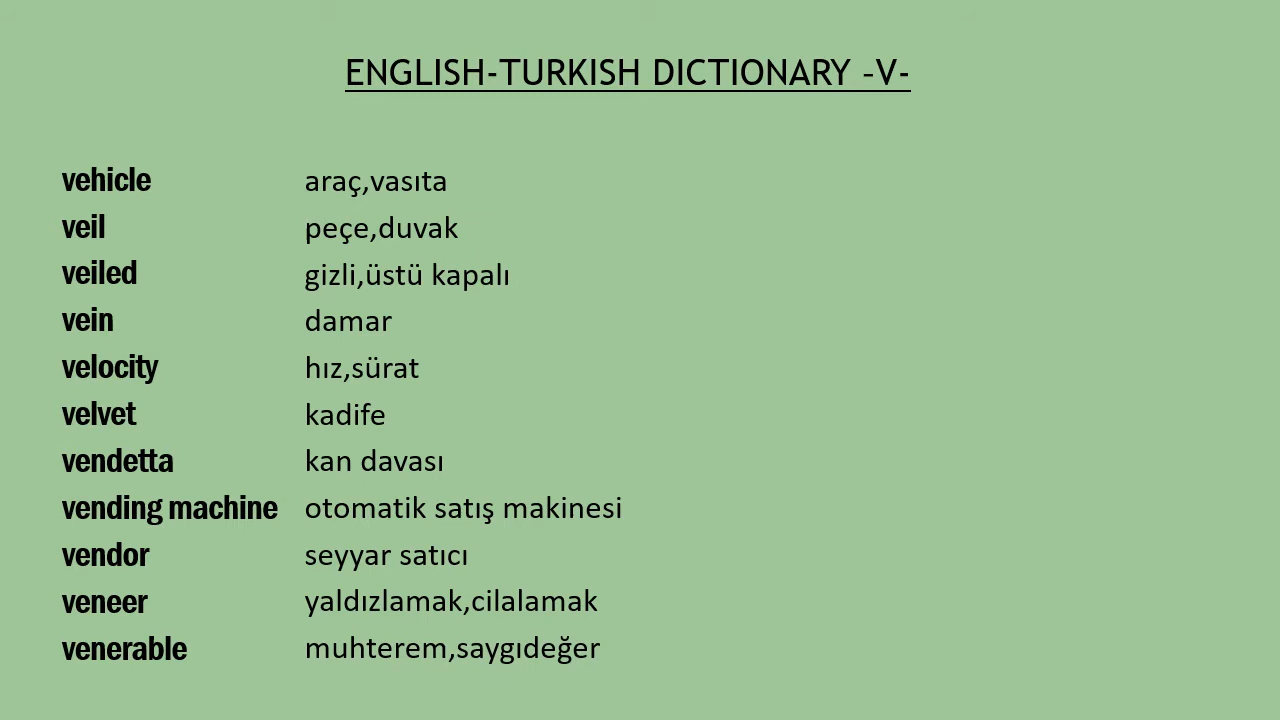 ENGLISH-TURKISH DICTIONARY –V-
vehicle araç,vasıta
veil peçe,duvak
veiled gizli,üstü kapalı
vein damar
velocity hız,sürat
velvet kadife
vendetta kan davası
vending machine otomatik satış makinesi
vendor seyyar satıcı
veneer yaldızlamak,cilalamak
venerable muhterem,saygıdeğer